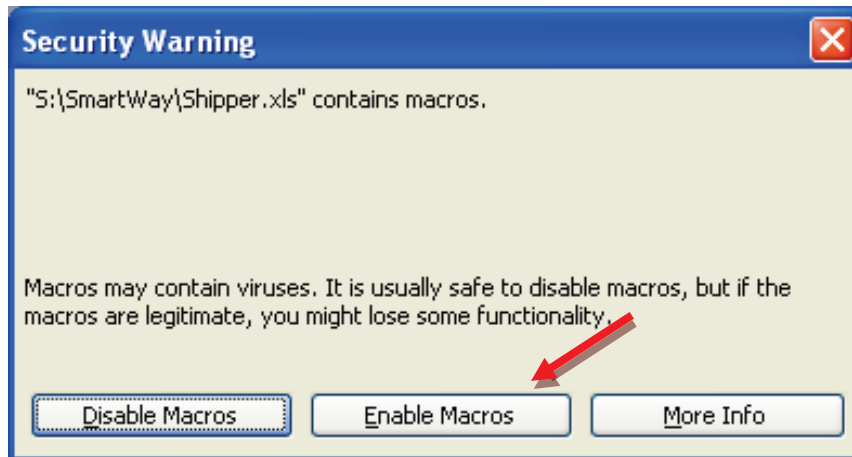 Security Warning
"S:\SmartWay\Shipper.xls" contains macros.
Macros may contain viruses. It is usually safe to disable macros, but if the
macros are legitimate, you might lose some functionality.
Disable Macros Enable Macros More Info